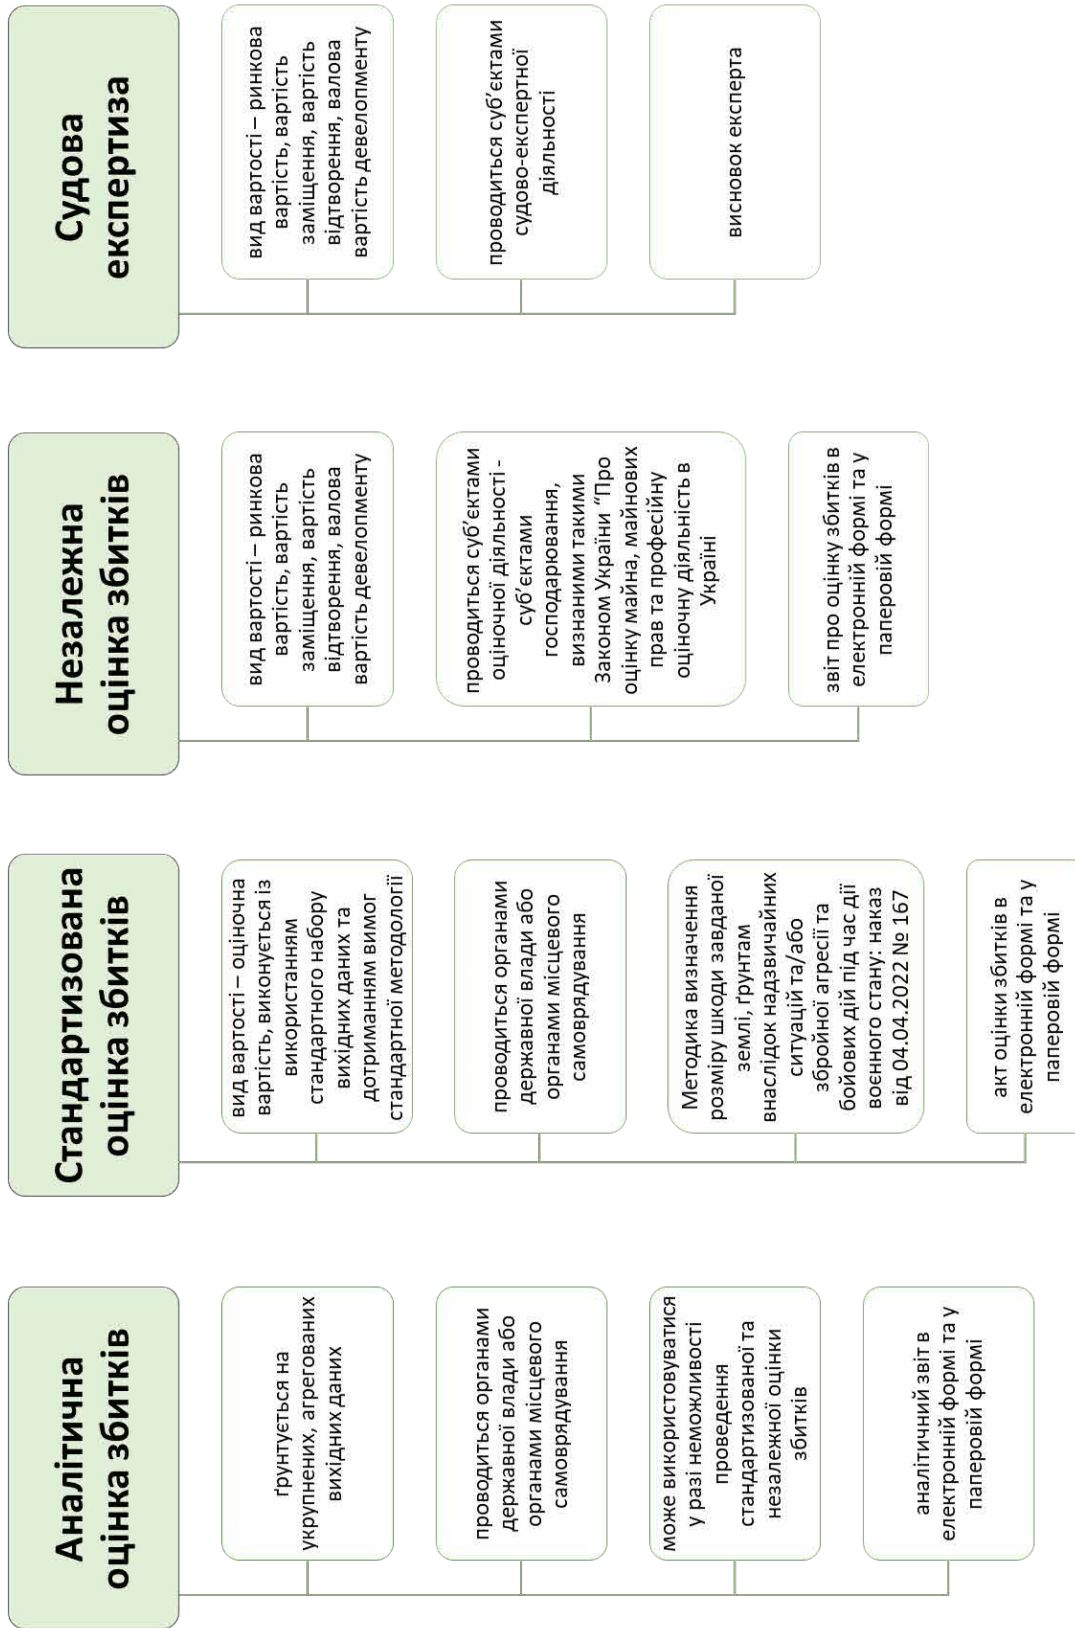 Аналітична
оцінка збитків
ґрунтується на
укрупнених, агрегованих
вихідних даних
проводиться органами
державної влади або
органами місцевого
самоврядування
може використовуватися
у разі неможливості
проведення
стандартизованої та
незалежної оцінки
збитків
аналітичний звіт в
електронній формі та у
паперовій формі
Стандартизована
оцінка збитків
вид вартості – оціночна
вартість, виконується із
використанням
стандартного набору
вихідних даних та
дотриманням вимог
стандартної методології
проводиться органами
державної влади або
органами місцевого
самоврядування
Методика визначення
розміру шкоди завданої
землі, ґрунтам
внаслідок надзвичайних
ситуацій та/або
збройної агресії та
бойових дій під час дії
воєнного стану: наказ
від 04.04.2022 № 167
акт оцінки збитків в
електронній формі та у
паперовій формі
Незалежна
оцінка збитків
вид вартості – ринкова
вартість, вартість
заміщення, вартість
відтворення, валова
вартість девелопменту
проводиться суб’єктами
оціночної діяльності -
суб’єктами
господарювання,
визнаними такими
Законом України “Про
оцінку майна, майнових
прав та професійну
оціночну діяльність в
Україні
звіт про оцінку збитків в
електронній формі та у
паперовій формі
Судова
експертиза
вид вартості – ринкова
вартість, вартість
заміщення, вартість
відтворення, валова
вартість девелопменту
проводиться суб’єктами
судово-експертної
діяльності
висновок експерта